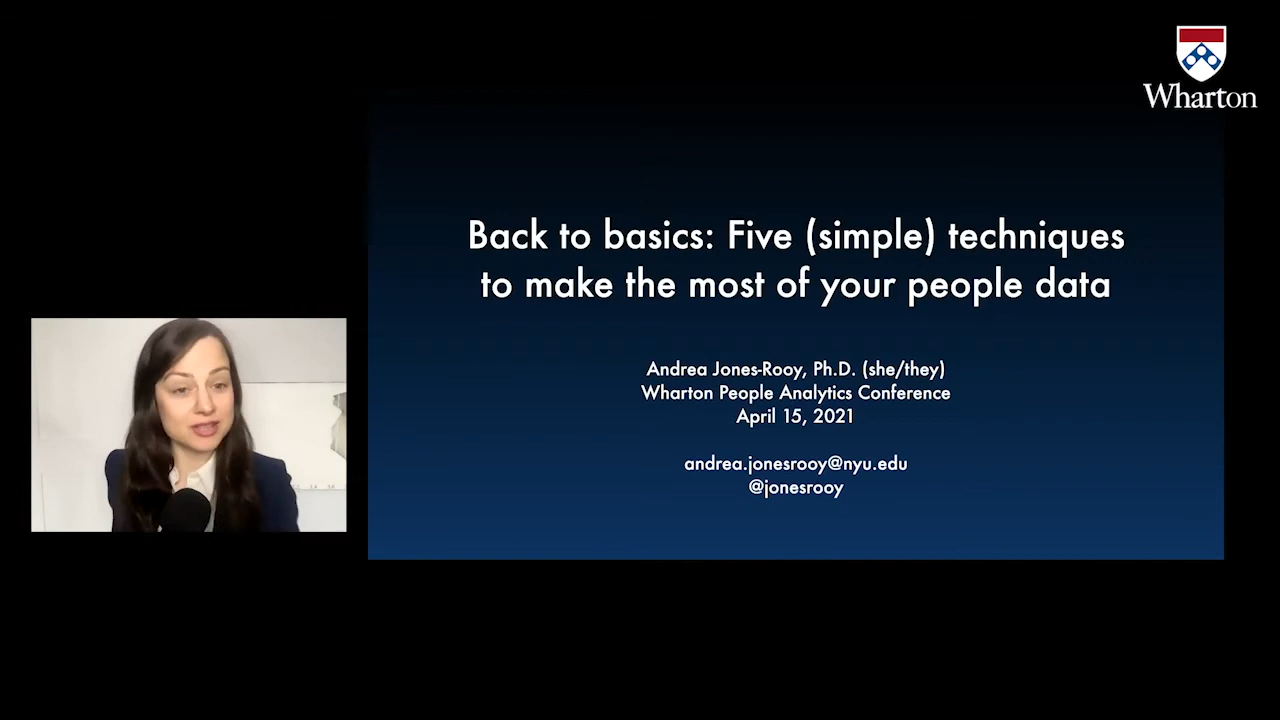 Wharton
Back to basics: Five (simple) techniques
to make the most of your people data
Andrea Jones-Rooy, Ph.D. (she/they)
Wharton People Analytics Conference
April 15, 2021
andrea.jonesrooy@nyu.edu
@jonesrooy